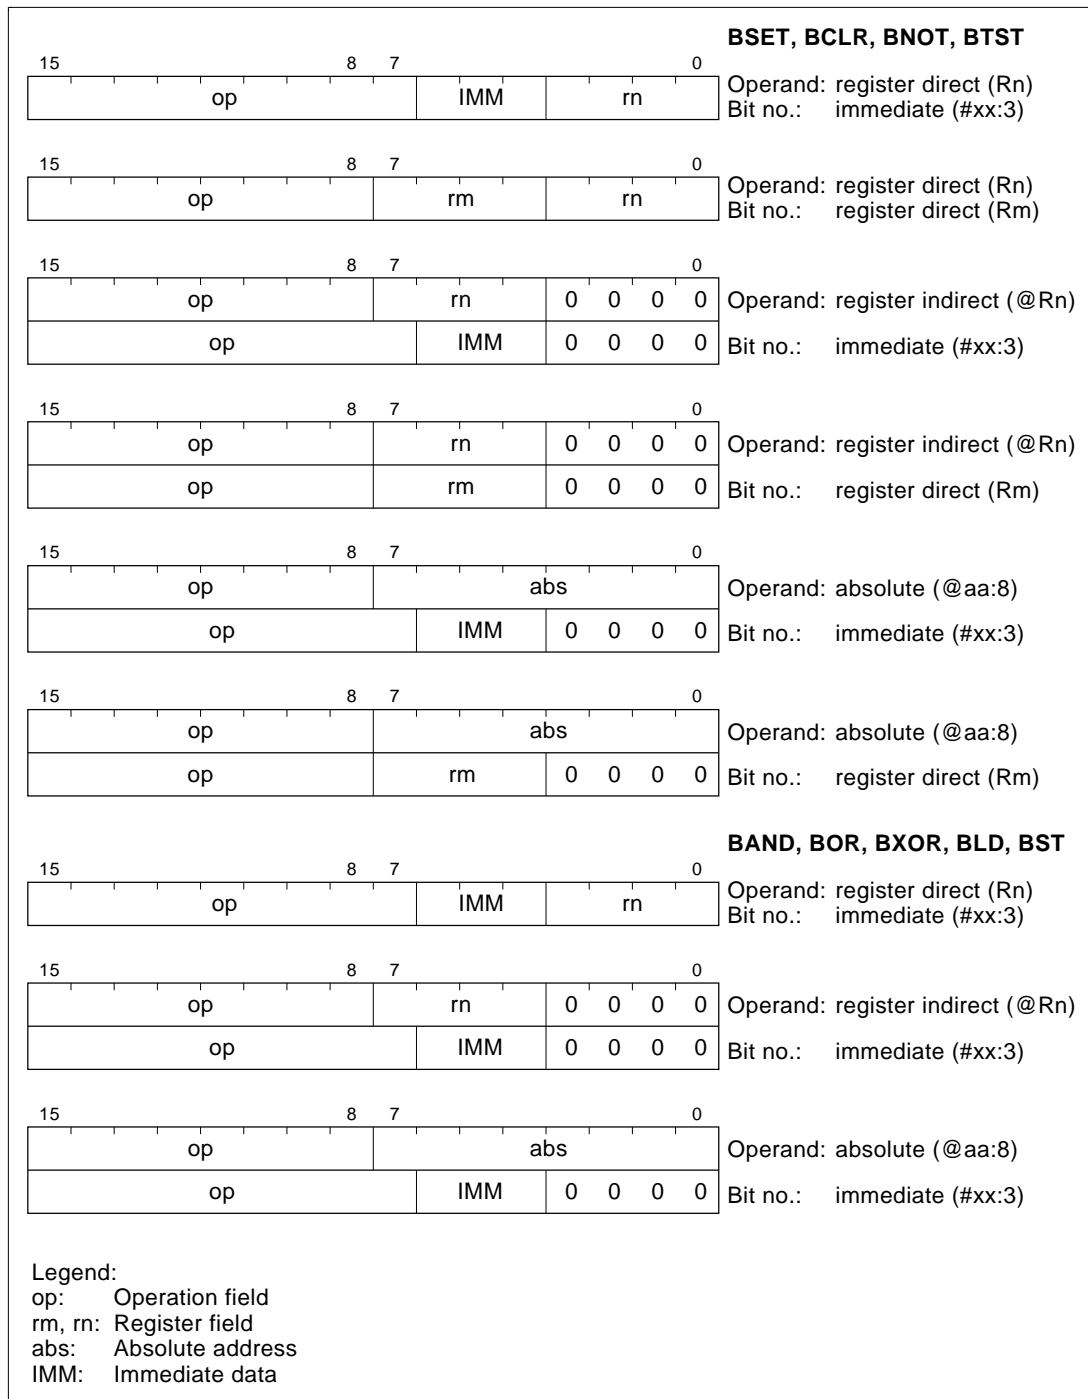 BSET, BCLR, BNOT, BTST
15 8 7 0
op IMM rn
Operand: register direct (Rn)
Bit no.: immediate (#xx:3)
15 8 7 0
op rm rn
Operand: register direct (Rn)
Bit no.: register direct (Rm)
15 8 7 0
op rn 0 0 0 0 Operand: register indirect (@Rn)
op IMM 0 0 0 0 Bit no.: immediate (#xx:3)
15 8 7 0
op rn 0 0 0 0 Operand: register indirect (@Rn)
op rm 0 0 0 0 Bit no.: register direct (Rm)
15 8 7 0
op abs Operand: absolute (@aa:8)
op IMM 0 0 0 0 Bit no.: immediate (#xx:3)
15 8 7 0
op abs Operand: absolute (@aa:8)
op rm 0 0 0 0 Bit no.: register direct (Rm)
BAND, BOR, BXOR, BLD, BST
15 8 7 0
op IMM rn
Operand: register direct (Rn)
Bit no.: immediate (#xx:3)
15 8 7 0
op rn 0 0 0 0 Operand: register indirect (@Rn)
op IMM 0 0 0 0 Bit no.: immediate (#xx:3)
15 8 7 0
op abs Operand: absolute (@aa:8)
op IMM 0 0 0 0 Bit no.: immediate (#xx:3)
Legend:
op: Operation field
rm, rn: Register field
abs: Absolute address
IMM: Immediate data